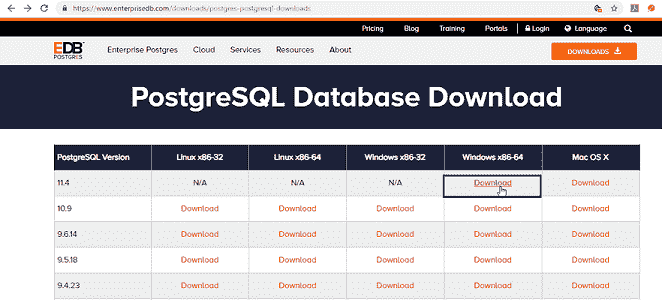 https://www.enterprisedb.com/downloads/postgres-postgresql-downloads
Pricing Blog Training Portals Login Language
EDB POSTGRES Enterprise Postgres Cloud Services Resources About DOWNLOADS
PostgreSQL Database Download
PostgreSQL Version Linux x86-32 Linux x86-64 Windows x86-32 Windows x86-64 Mac OS X
11.4 N/A N/A N/A Download Download
10.9 Download Download Download Download Download
9.6.14 Download Download Download Download Download
9.5.18 Download Download Download Download Download
9.4.23 Download Download Download Download Download